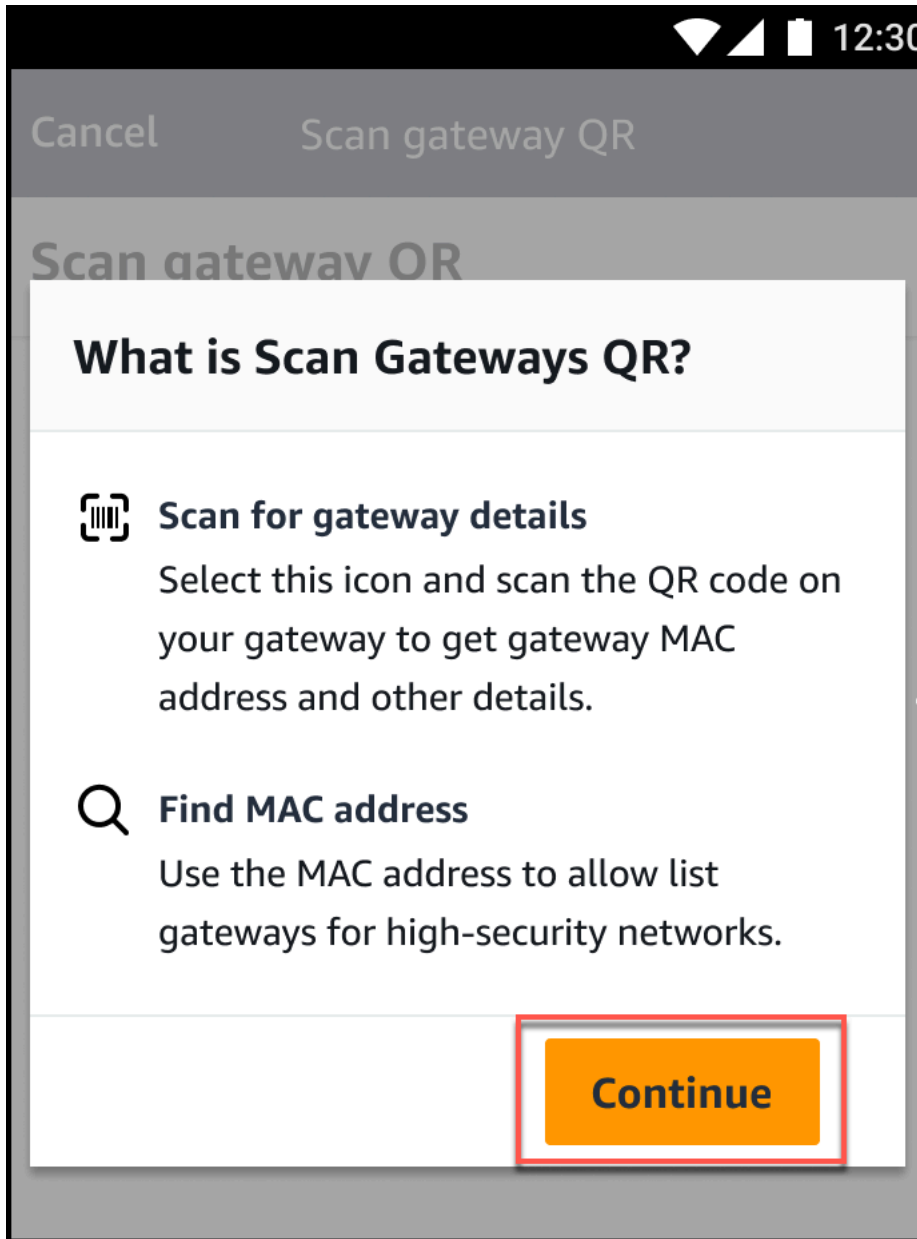 12:30
Cancel
Scan gateway QR
Scan gateway QR
What is Scan Gateways QR?
Scan for gateway details
Select this icon and scan the QR code on
your gateway to get gateway MAC
address and other details.
Find MAC address
Use the MAC address to allow list
gateways for high-security networks.
Continue